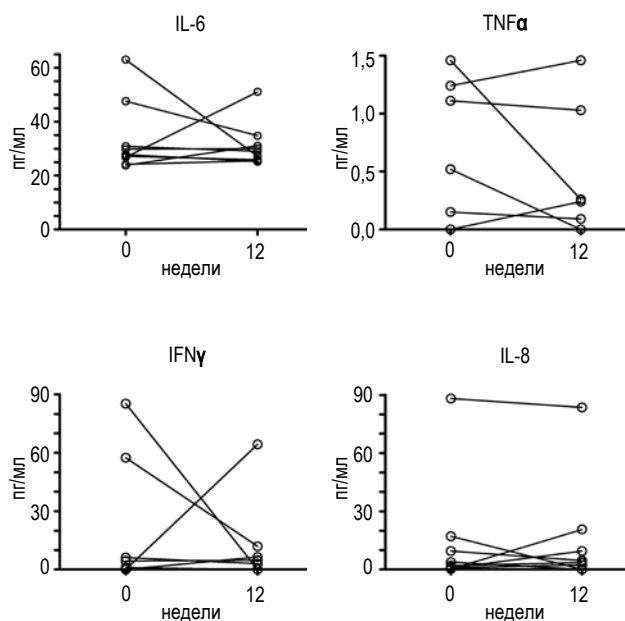 IL-6
пг/мл
60
40
20
0
0 12
недели
TNFα
пг/мл
1,5
1,0
0,5
0,0
0 12
недели
IFNγ
пг/мл
90
60
30
0
0 12
недели
IL-8
пг/мл
90
60
30
0
0 12
недели